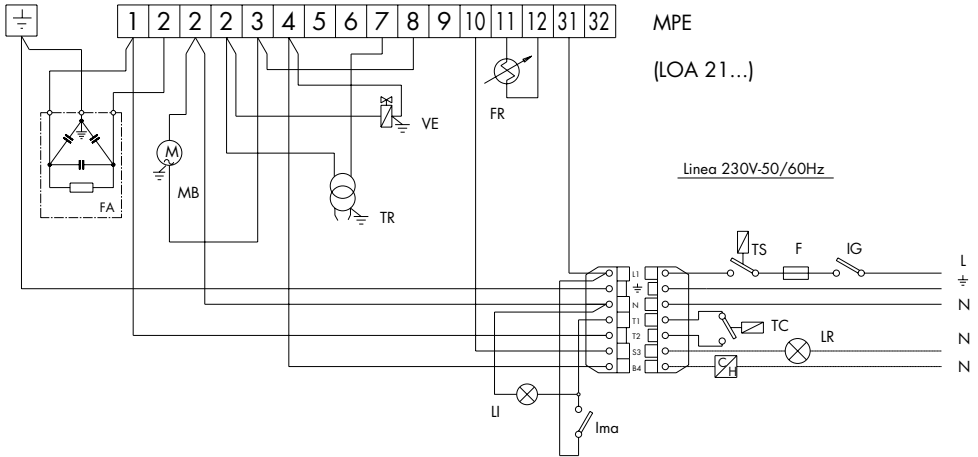 1 2 2 2 3 4 5 6 7 8 9 10 11 12 31 32
MPE
(LOA 21...)
FR
VE
M
MB
TR
FA
Linea 230V-50/60Hz
TS F IG
L
L1
N N
T1
TC
T2 N
LR
S3
B4 N
C/H
LI
Ima